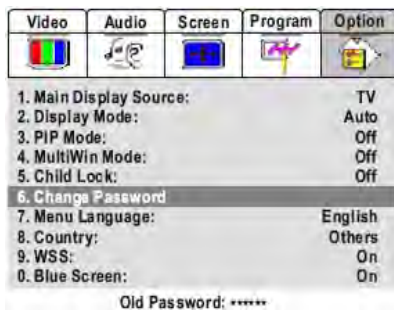 Video Audio Screen Program Option
1. Main Display Source: TV
2. Display Mode: Auto
3. PIP Mode: Off
4. MultiWin Mode: Off
5. Child Lock: Off
6. Change Password
7. Menu Language: English
8. Country: Others
9. WSS: On
0. Blue Screen: On
Old Password: ••••••